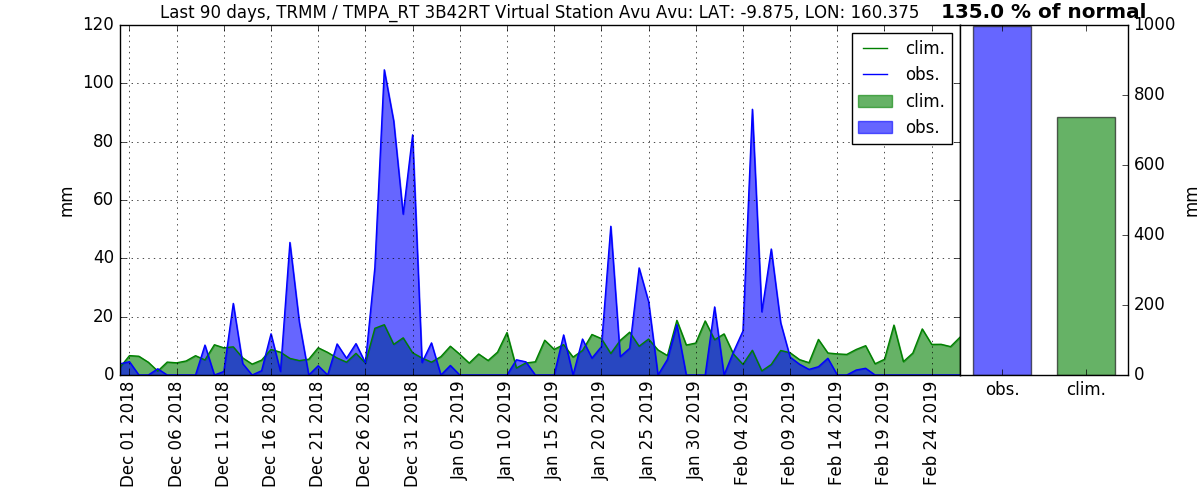 Last 90 days, TRMM / TMPA_RT 3B42RT Virtual Station Avu Avu: LAT: -9.875, LON: 160.375
135.0 % of normal
120
100
80
60
40
20
0
mm
clim.
obs.
clim.
obs.
Dec 01 2018
Dec 06 2018
Dec 11 2018
Dec 16 2018
Dec 21 2018
Dec 26 2018
Dec 31 2018
Jan 05 2019
Jan 10 2019
Jan 15 2019
Jan 20 2019
Jan 25 2019
Jan 30 2019
Feb 04 2019
Feb 09 2019
Feb 14 2019
Feb 19 2019
Feb 24 2019
1000
800
600
400
200
0
mm
obs.
clim.